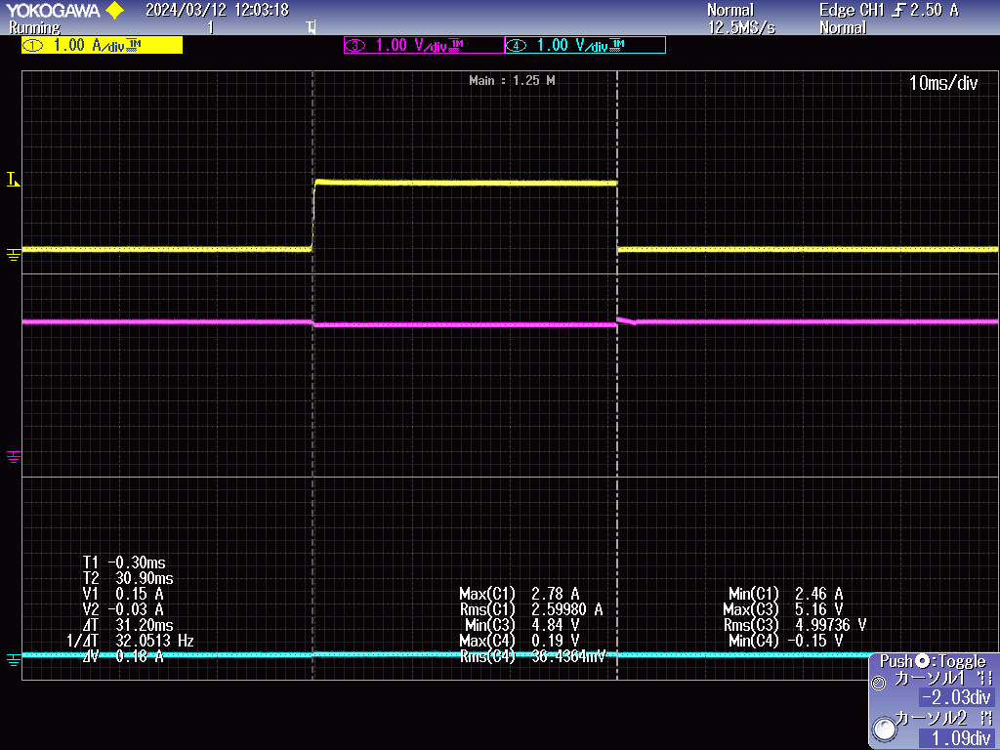 YOKOGAWA 2024/03/12 12:03:18 Normal Edge CH1 2.50 A
Running 1 12.5MS/s Normal
1 1.00 A/div 1M 3 1.00 V/div 1M 4 1.00 V/div 1M
Main : 1.25 M
10ms/div
T
T1 -0.30ms
T2 30.90ms
V1 0.15 A Max(C1) 2.78 A Min(C1) 2.46 A
V2 -0.03 A Rms(C1) 2.59980 A Max(C3) 5.16 V
ΔT 31.20ms Min(C3) 4.84 V Rms(C3) 4.99736 V
1/ΔT 32.0513 Hz Max(C4) 0.19 V Min(C4) -0.15 V
ΔV 0.18 A Rms(C4) 36.4364mV
Push :Toggle
カーソル1
-2.03div
カーソル2
1.09div